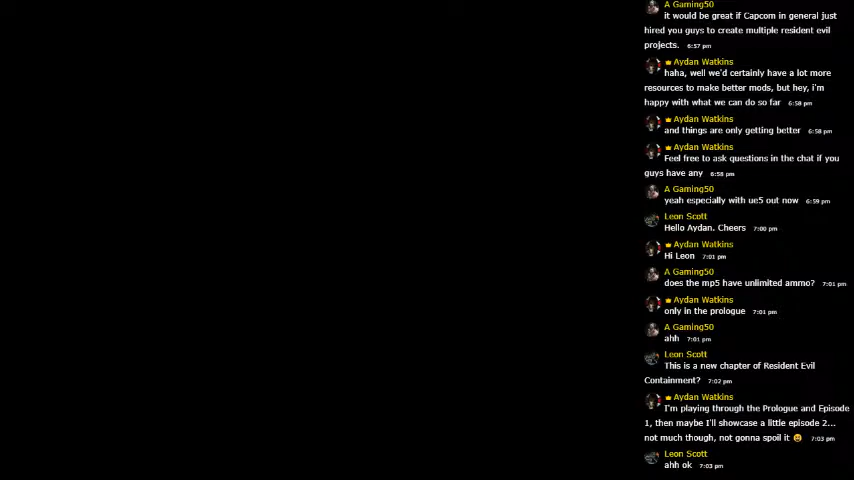 A Gaming50
it would be great if Capcom in general just
hired you guys to create multiple resident evil
projects. 6:57 pm
Aydan Watkins
haha, well we'd certainly have a lot more
resources to make better mods, but hey, i'm
happy with what we can do so far 6:58 pm
Aydan Watkins
and things are only getting better 6:58 pm
Aydan Watkins
Feel free to ask questions in the chat if you
guys have any 6:58 pm
A Gaming50
yeah especially with ue5 out now 6:59 pm
Leon Scott
Hello Aydan. Cheers 7:00 pm
Aydan Watkins
Hi Leon 7:01 pm
A Gaming50
does the mp5 have unlimited ammo? 7:01 pm
Aydan Watkins
only in the prologue 7:01 pm
A Gaming50
ahh 7:01 pm
Leon Scott
This is a new chapter of Resident Evil
Containment? 7:02 pm
Aydan Watkins
I'm playing through the Prologue and Episode
1, then maybe I'll showcase a little episode 2...
not much though, not gonna spoil it 😆 7:03 pm
Leon Scott
ahh ok 7:03 pm